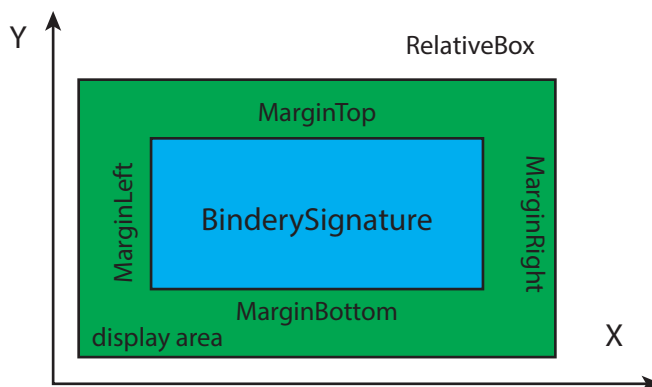 Y
RelativeBox
MarginTop
MarginLeft
BinderySignature
MarginRight
MarginBottom
display area
X